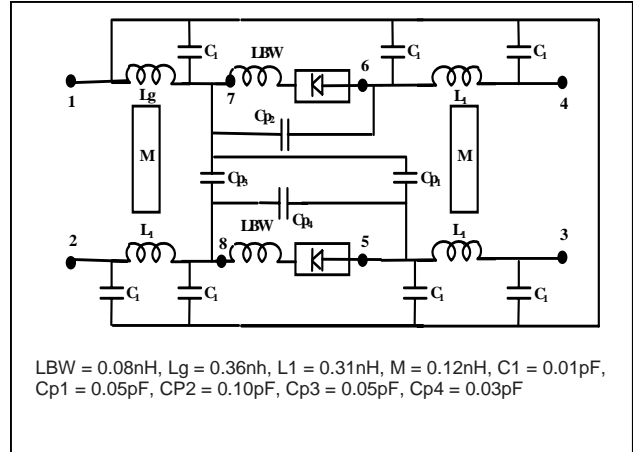 C1 LBW 6 C1 C1
1 Lg 7 L1 4
Cp2
M M
Cp3 Cp1
Cp4
2 L1 8 LBW 5 L1 3
C1 C1 C1 C1
LBW = 0.08nH, Lg = 0.36nh, L1 = 0.31nH, M = 0.12nH, C1 = 0.01pF,
Cp1 = 0.05pF, CP2 = 0.10pF, Cp3 = 0.05pF, Cp4 = 0.03pF